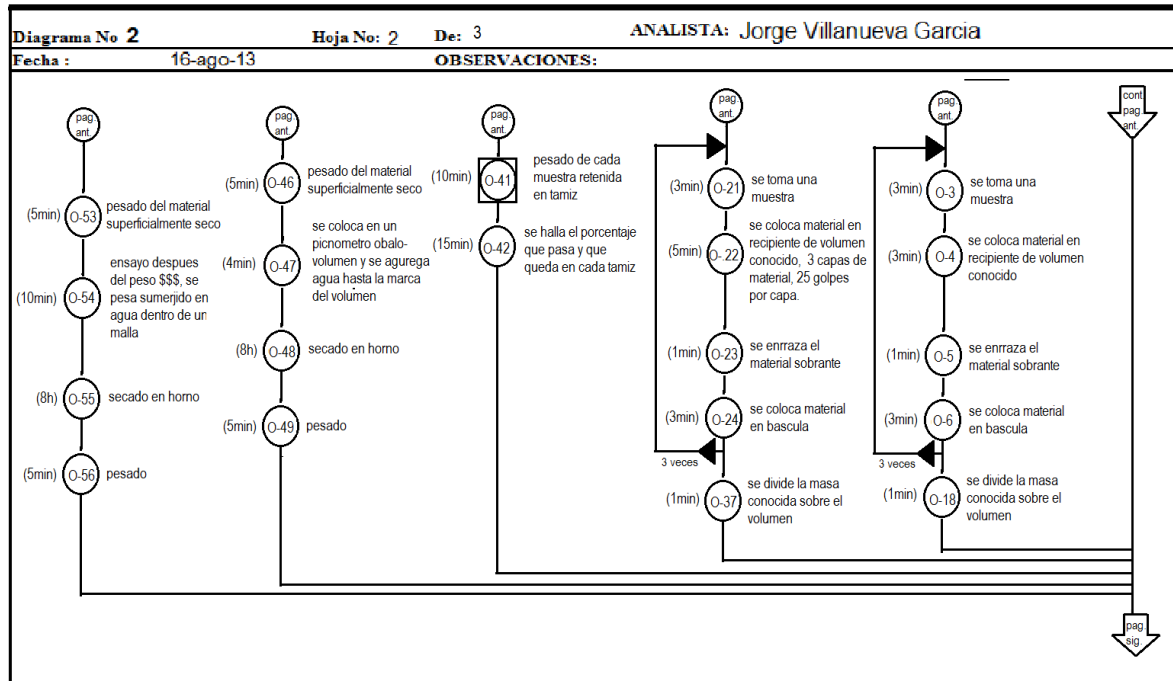 Diagrama No 2 Hoja No: 2 De: 3 ANALISTA: Jorge Villanueva Garcia
Fecha : 16-ago-13 OBSERVACIONES:
pag.
ant.
(5min) O-53 pesado del material
superficialmente seco
(10min) O-54 ensayo despues
del peso $$$, se
pesa sumerjido en
agua dentro de un
malla
(8h) O-55 secado en horno
(5min) O-56 pesado
pag.
ant.
(5min) O-46 pesado del material
superficialmente seco
(4min) O-47 se coloca en un
picnometro obalo-
volumen y se agurega
agua hasta la marca
del volumen
(8h) O-48 secado en horno
(5min) O-49 pesado
pag.
ant.
(10min) O-41 pesado de cada
muestra retenida
en tamiz
(15min) O-42 se halla el porcentaje
que pasa y que
queda en cada tamiz
pag.
ant.
(3min) O-21 se toma una
muestra
(5min) O-.22 se coloca material en
recipiente de volumen
conocido, 3 capas de
material, 25 golpes
por capa.
(1min) O-23 se enrraza el
material sobrante
(3min) O-24 se coloca material
en bascula
3 veces
(1min) O-37 se divide la masa
conocida sobre el
volumen
pag.
ant.
(3min) O-3 se toma una
muestra
(3min) O-4 se coloca material en
recipiente de volumen
conocido
(1min) O-5 se enrraza el
material sobrante
(3min) O-6 se coloca material
en bascula
3 veces
(1min) O-18 se divide la masa
conocida sobre el
volumen
cont.
pag.
ant.
pag.
sig.